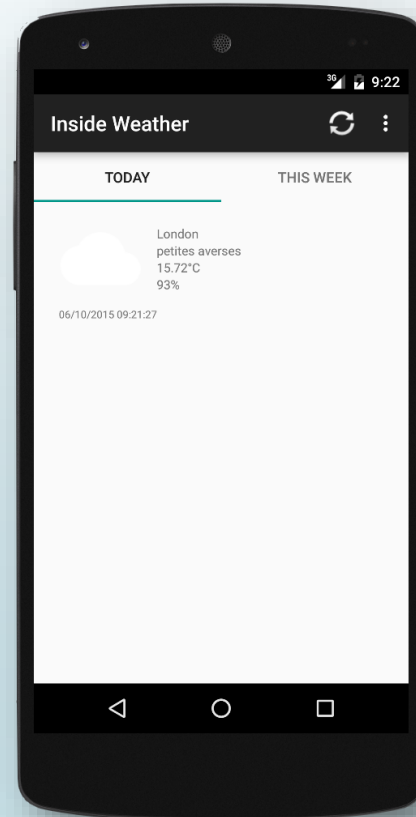 3G 9:22
Inside Weather
TODAY THIS WEEK
London
petites averses
15.72°C
93%
06/10/2015 09:21:27